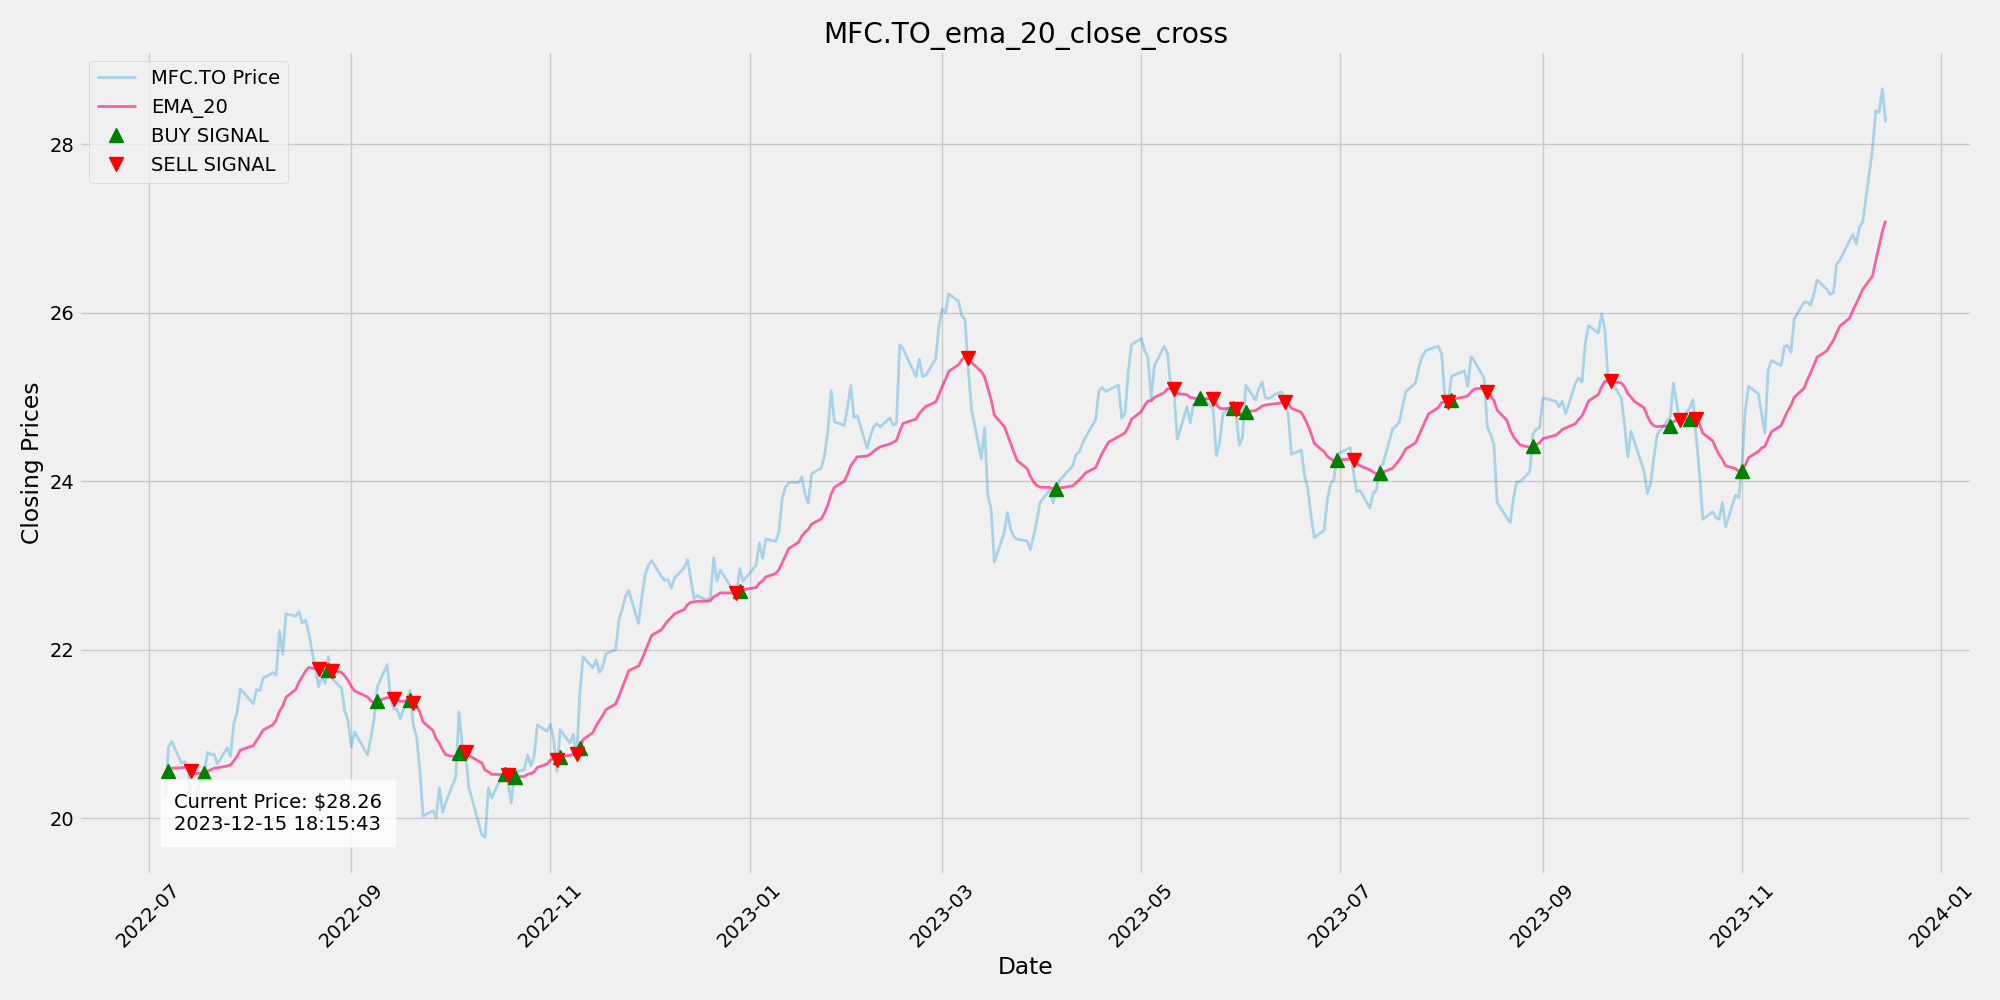 MFC.TO_ema_20_close_cross
MFC.TO Price
EMA_20
BUY SIGNAL
SELL SIGNAL
28
26
24
22
20
Closing Prices
Current Price: $28.26
2023-12-15 18:15:43
2022-07
2022-09
2022-11
2023-01
2023-03
2023-05
2023-07
2023-09
2023-11
2024-01
Date